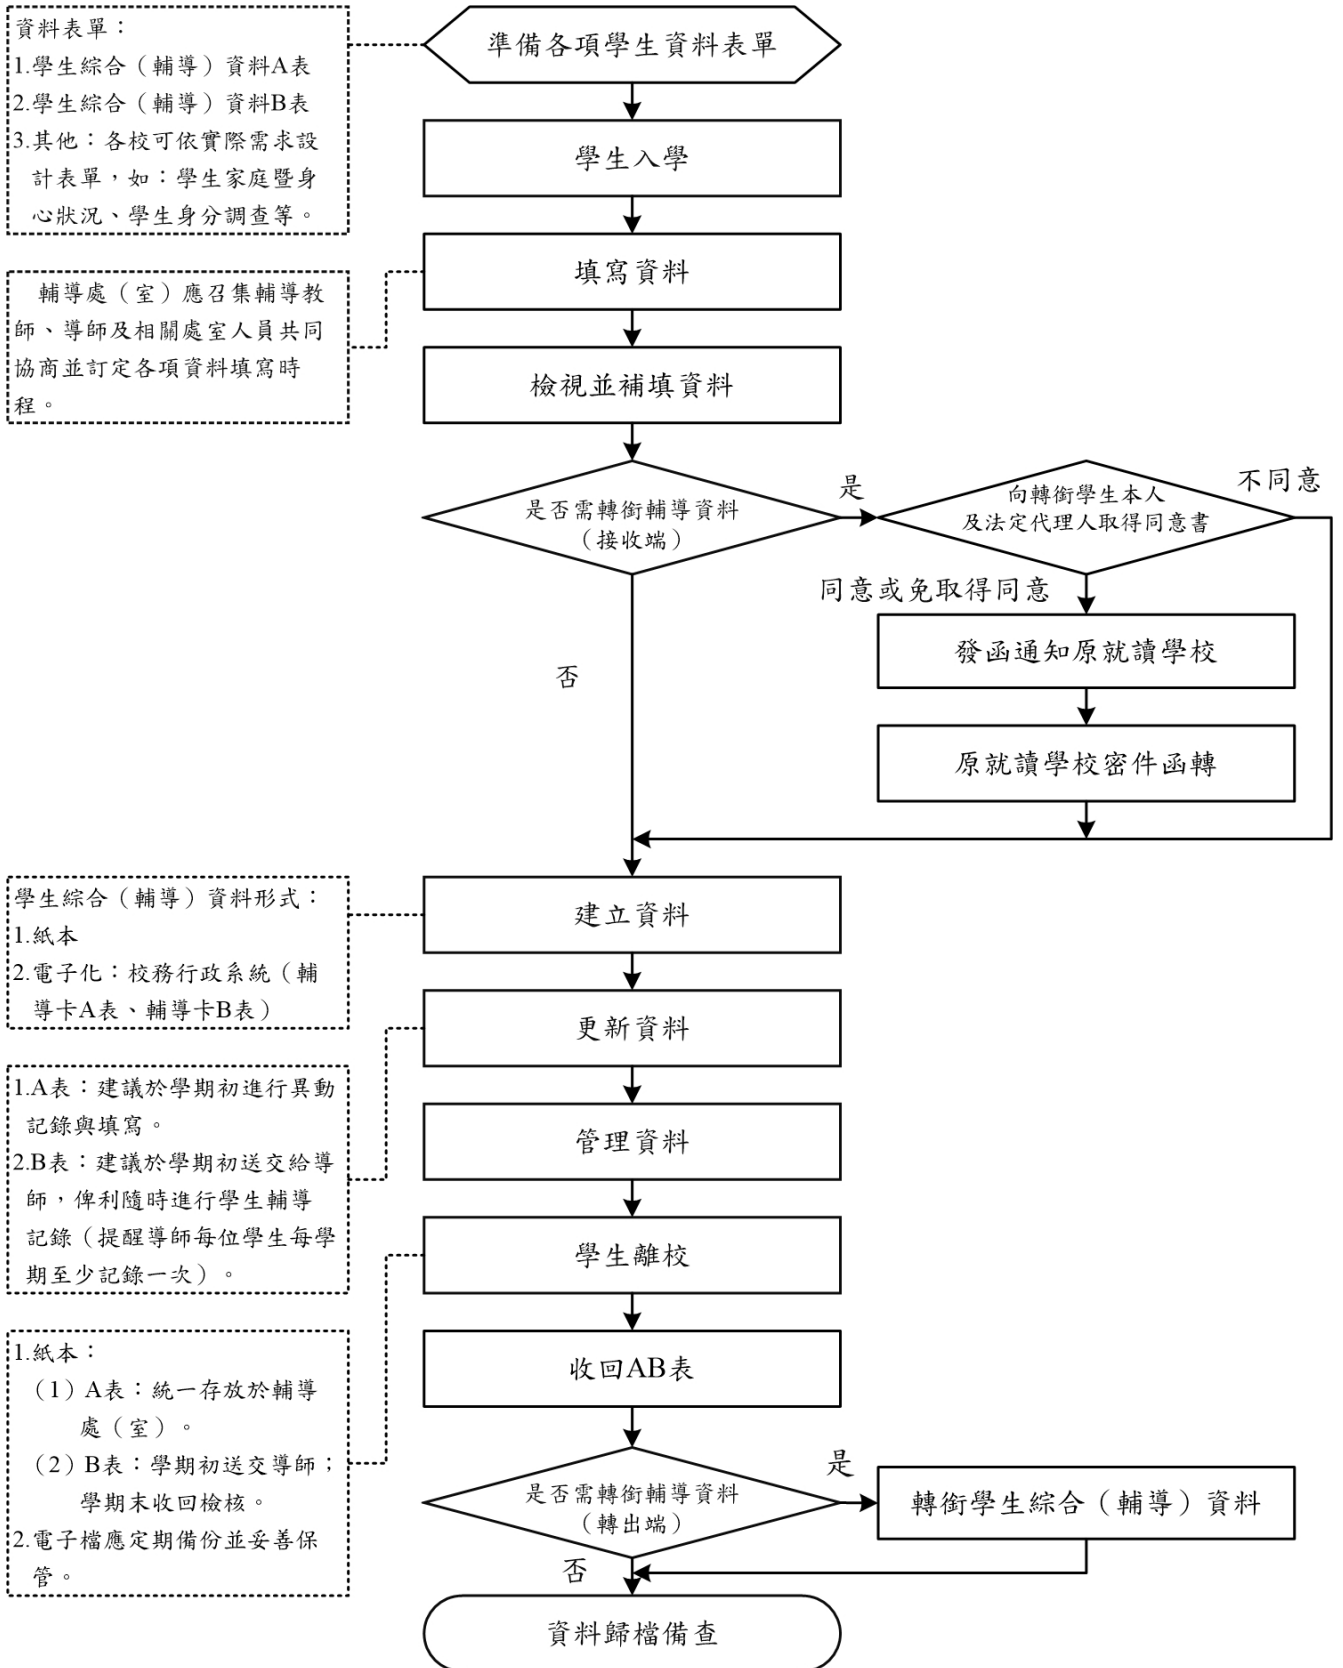 資料表單：
1.學生綜合（輔導）資料A表
2.學生綜合（輔導）資料B表
3.其他：各校可依實際需求設
計表單，如：學生家庭暨身
心狀況、學生身分調查等。
準備各項學生資料表單
學生入學
填寫資料
輔導處（室）應召集輔導教
師、導師及相關處室人員共同
協商並訂定各項資料填寫時
程。
檢視並補填資料
是否需轉銜輔導資料
（接收端）
是
向轉銜學生本人
及法定代理人取得同意書
不同意
同意或免取得同意
發函通知原就讀學校
原就讀學校密件函轉
否
建立資料
學生綜合（輔導）資料形式：
1.紙本
2.電子化：校務行政系統（輔
導卡A表、輔導卡B表）
更新資料
1.A表：建議於學期初進行異動
記錄與填寫。
2.B表：建議於學期初送交給導
師，俾利隨時進行學生輔導
記錄（提醒導師每位學生每學
期至少記錄一次）。
管理資料
學生離校
1.紙本：
（1）A表：統一存放於輔導
處（室）。
（2）B表：學期初送交導師；
學期末收回檢核。
2.電子檔應定期備份並妥善保
管。
收回AB表
是否需轉銜輔導資料
（轉出端）
是
轉銜學生綜合（輔導）資料
否
資料歸檔備查